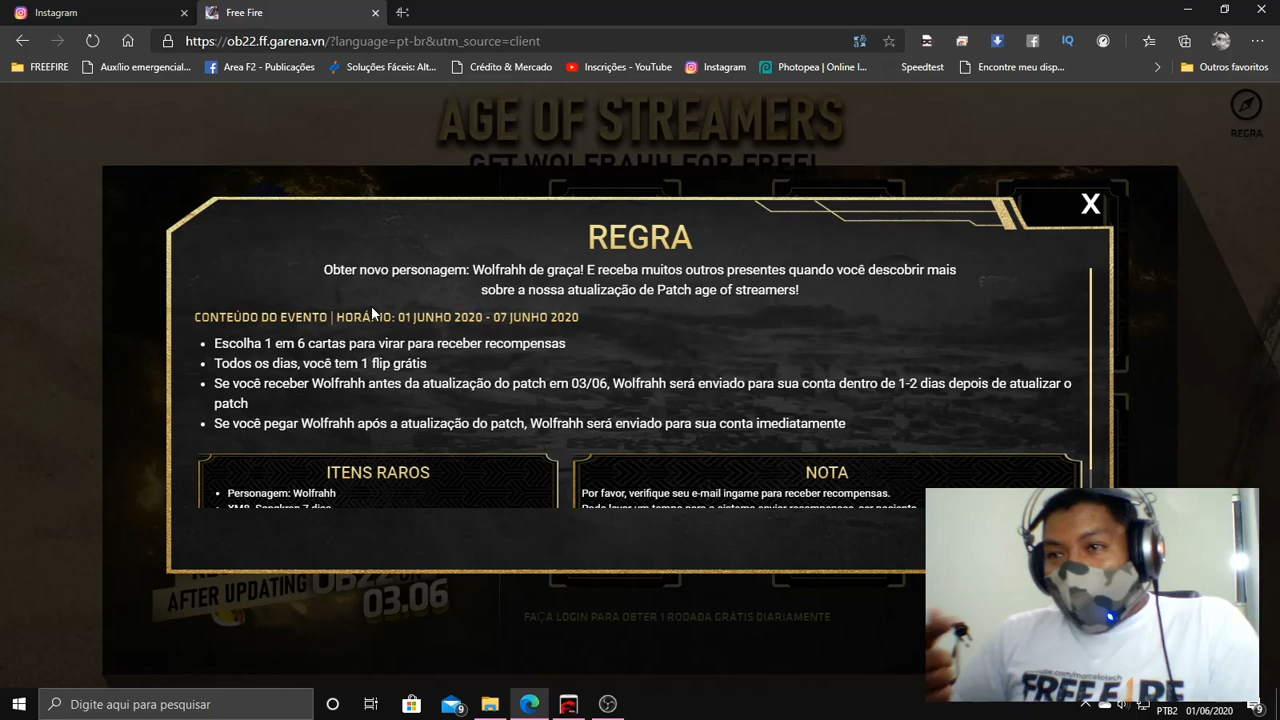 Instagram
Free Fire
https://ob22.ff.garena.vn/?language=pt-br&utm_source=client
FREEFIRE
Auxílio emergencial...
Area F2 - Publicações
Soluções Fáceis: Alt...
Crédito & Mercado
Inscrições - YouTube
Instagram
Photopea | Online I...
Speedtest
Encontre meu disp...
Outros favoritos
AGE OF STREAMERS
GET WOLFRAHH FOR FREE!
REGRA
X
REGRA
Obter novo personagem: Wolfrahh de graça! E receba muitos outros presentes quando você descobrir mais
sobre a nossa atualização de Patch age of streamers!
CONTEÚDO DO EVENTO | HORÁRIO: 01 JUNHO 2020 - 07 JUNHO 2020
• Escolha 1 em 6 cartas para virar para receber recompensas
• Todos os dias, você tem 1 flip grátis
• Se você receber Wolfrahh antes da atualização do patch em 03/06, Wolfrahh será enviado para sua conta dentro de 1-2 dias depois de atualizar o
patch
• Se você pegar Wolfrahh após a atualização do patch, Wolfrahh será enviado para sua conta imediatamente
ITENS RAROS
• Personagem: Wolfrahh
NOTA
Por favor, verifique seu e-mail ingame para receber recompensas.
AFTER UPDATING OB22
03.06
FAÇA LOGIN PARA OBTER 1 RODADA GRÁTIS DIARIAMENTE
FREEFIRE
Digite aqui para pesquisar
9
PTB2
01/06/2020
9